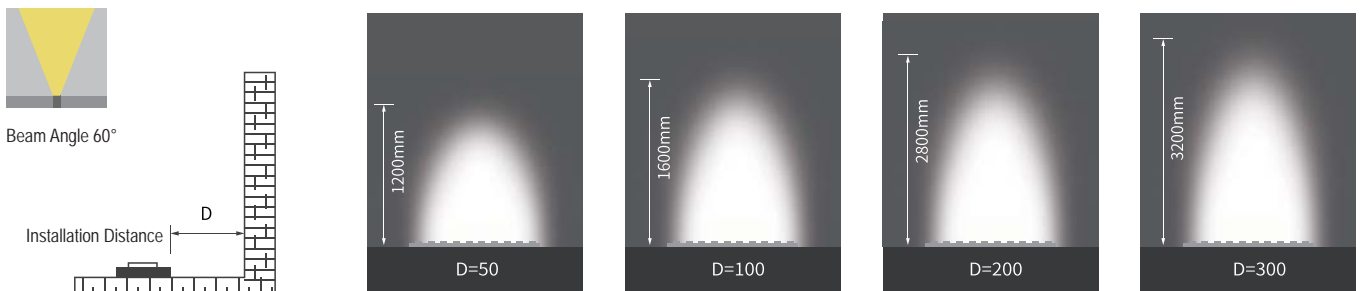 Beam Angle 60°
D
Installation Distance
1200mm
D=50
1600mm
D=100
2800mm
D=200
3200mm
D=300